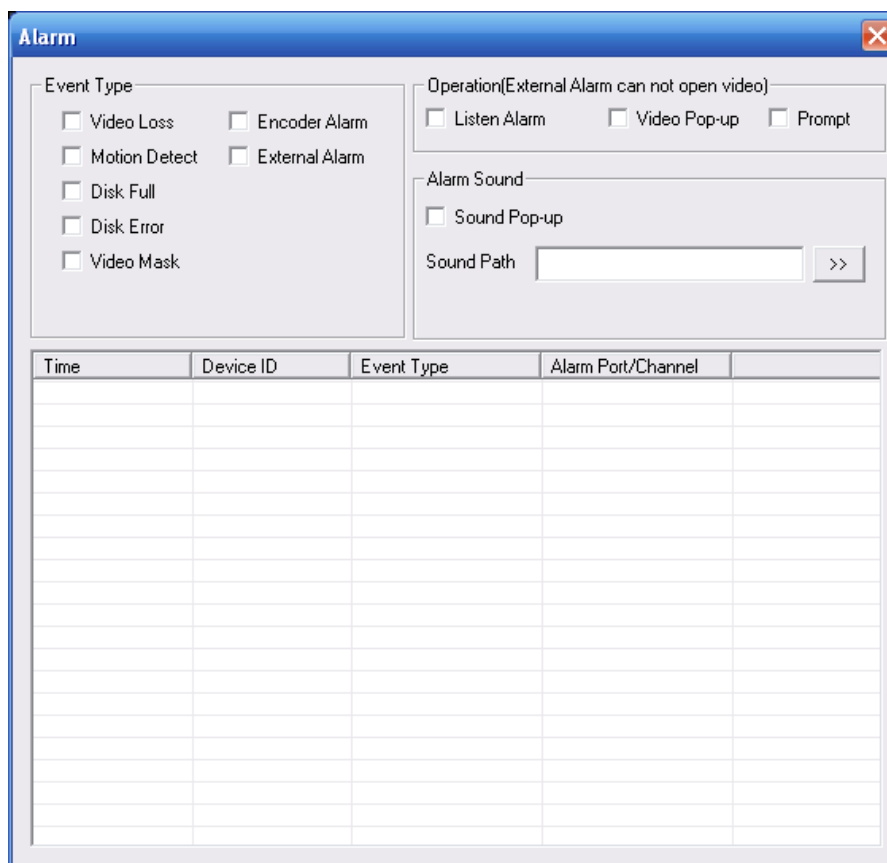 Alarm
Event Type
Video Loss
Encoder Alarm
Motion Detect
External Alarm
Disk Full
Disk Error
Video Mask
Operation(External Alarm can not open video)
Listen Alarm
Video Pop-up
Prompt
Alarm Sound
Sound Pop-up
Sound Path
>>
Time
Device ID
Event Type
Alarm Port/Channel